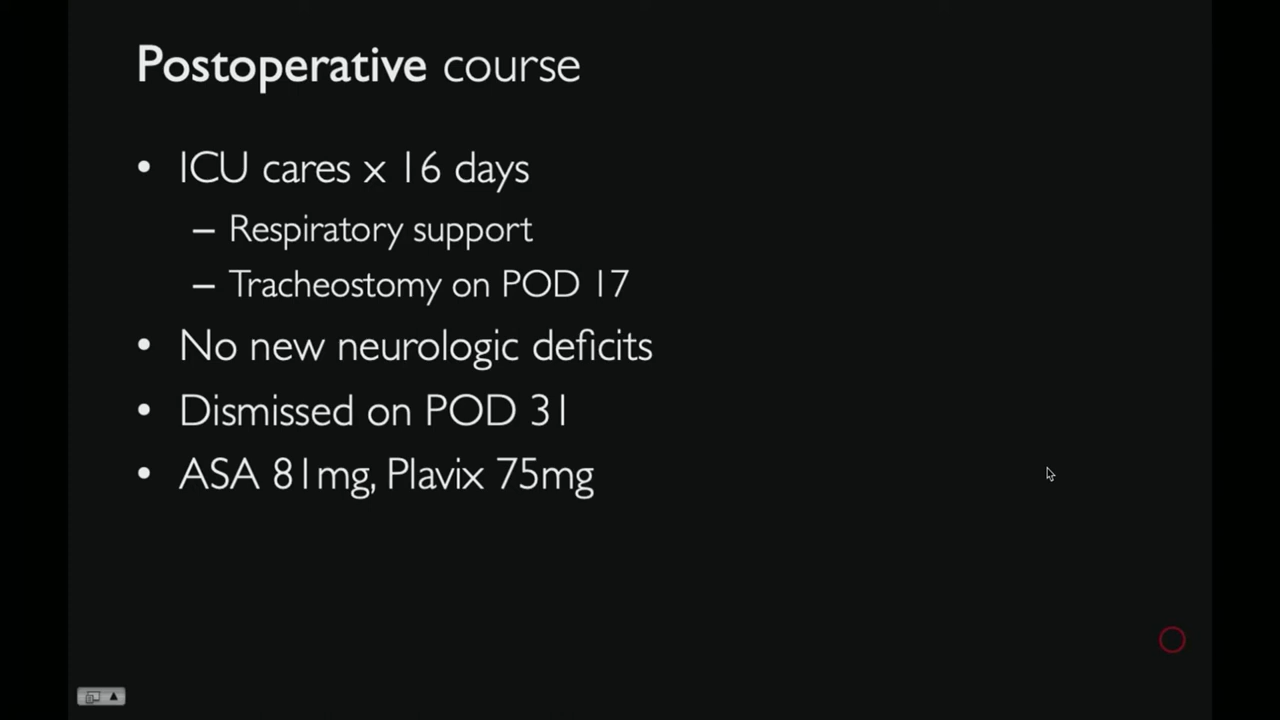 Postoperative course
• ICU cares x 16 days
– Respiratory support
– Tracheostomy on POD 17
• No new neurologic deficits
• Dismissed on POD 31
• ASA 81mg, Plavix 75mg